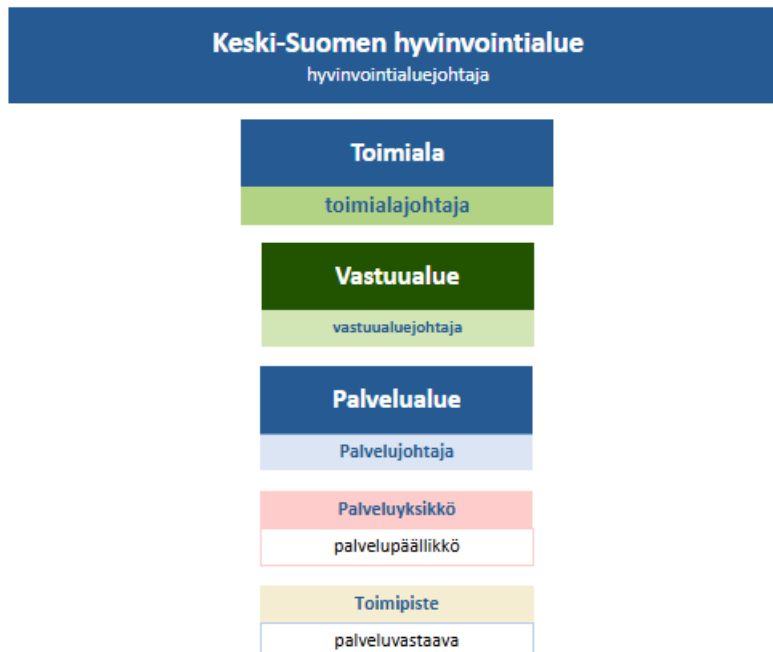 Keski-Suomen hyvinvointialue
hyvinvointialuejohtaja
Toimiala
toimialajohtaja
Vastuualue
vastuualuejohtaja
Palvelualue
Palvelujohtaja
Palveluyksikkö
palvelupäällikkö
Toimipiste
palveluvastaava